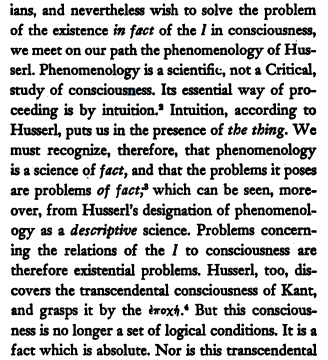 ians, and nevertheless wish to solve the problem
of the existence in fact of the I in consciousness,
we meet on our path the phenomenology of Hus-
serl. Phenomenology is a scientific, not a Critical,
study of consciousness. Its essential way of pro-
ceeding is by intuition.² Intuition, according to
Husserl, puts us in the presence of the thing. We
must recognize, therefore, that phenomenology
is a science of fact, and that the problems it poses
are problems of fact;³ which can be seen, more-
over, from Husserl's designation of phenomenol-
ogy as a descriptive science. Problems concern-
ing the relations of the I to consciousness are
therefore existential problems. Husserl, too, dis-
covers the transcendental consciousness of Kant,
and grasps it by the ἐποχή.⁴ But this conscious-
ness is no longer a set of logical conditions. It is a
fact which is absolute. Nor is this transcendental